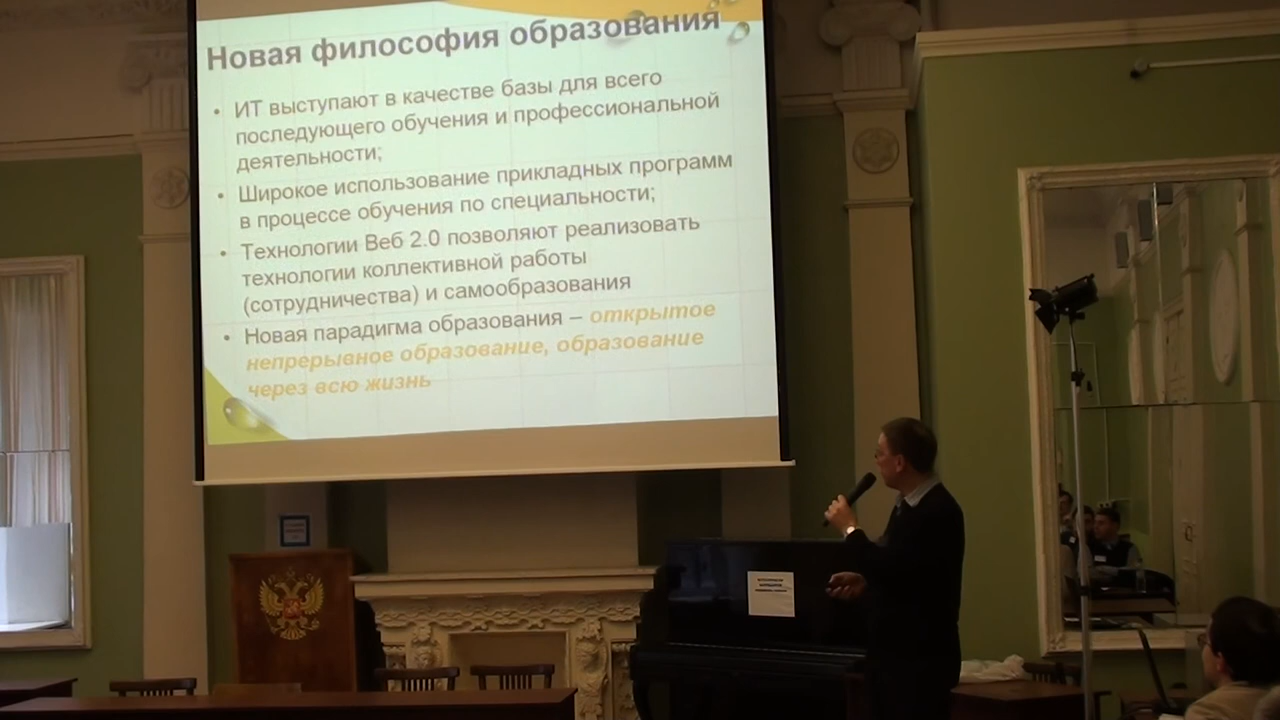 Новая философия образования
• ИТ выступают в качестве базы для всего
последующего обучения и профессиональной
деятельности;
• Широкое использование прикладных программ
в процессе обучения по специальности;
• Технологии Веб 2.0 позволяют реализовать
технологии коллективной работы
(сотрудничества) и самообразования
• Новая парадигма образования – открытое
непрерывное образование, образование
через всю жизнь